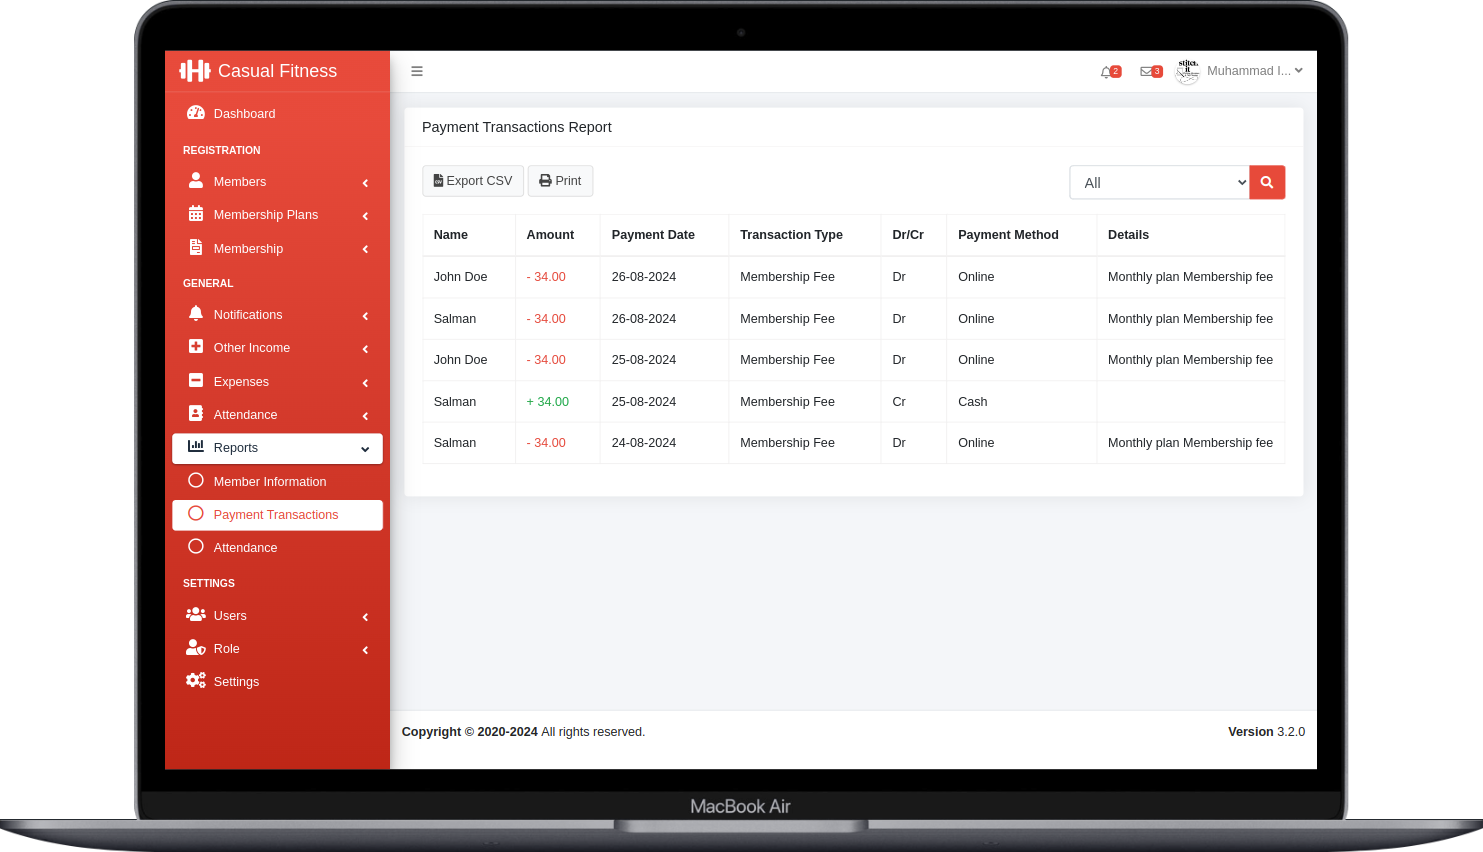 Casual Fitness
2
3
Muhammad I...
Dashboard
REGISTRATION
Members
Membership Plans
Membership
GENERAL
Notifications
Other Income
Expenses
Attendance
Reports
Member Information
Payment Transactions
Attendance
SETTINGS
Users
Role
Settings
Payment Transactions Report
Export CSV Print All
Name Amount Payment Date Transaction Type Dr/Cr Payment Method Details
John Doe - 34.00 26-08-2024 Membership Fee Dr Online Monthly plan Membership fee
Salman - 34.00 26-08-2024 Membership Fee Dr Online Monthly plan Membership fee
John Doe - 34.00 25-08-2024 Membership Fee Dr Online Monthly plan Membership fee
Salman + 34.00 25-08-2024 Membership Fee Cr Cash
Salman - 34.00 24-08-2024 Membership Fee Dr Online Monthly plan Membership fee
Copyright © 2020-2024 All rights reserved. Version 3.2.0
MacBook Air